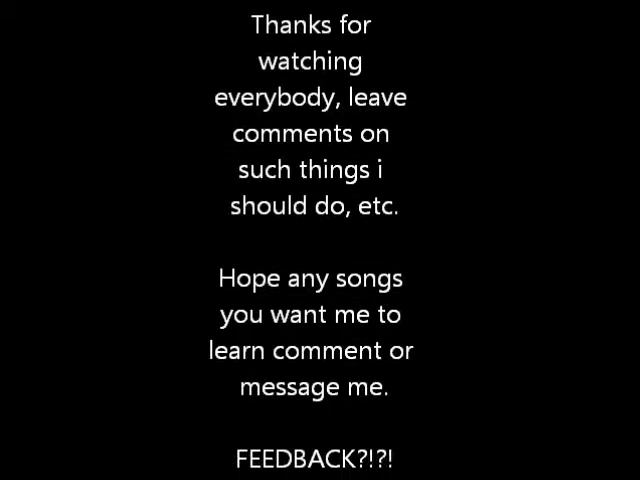 Thanks for
watching
everybody, leave
comments on
such things i
should do, etc.
Hope any songs
you want me to
learn comment or
message me.
FEEDBACK?!?!